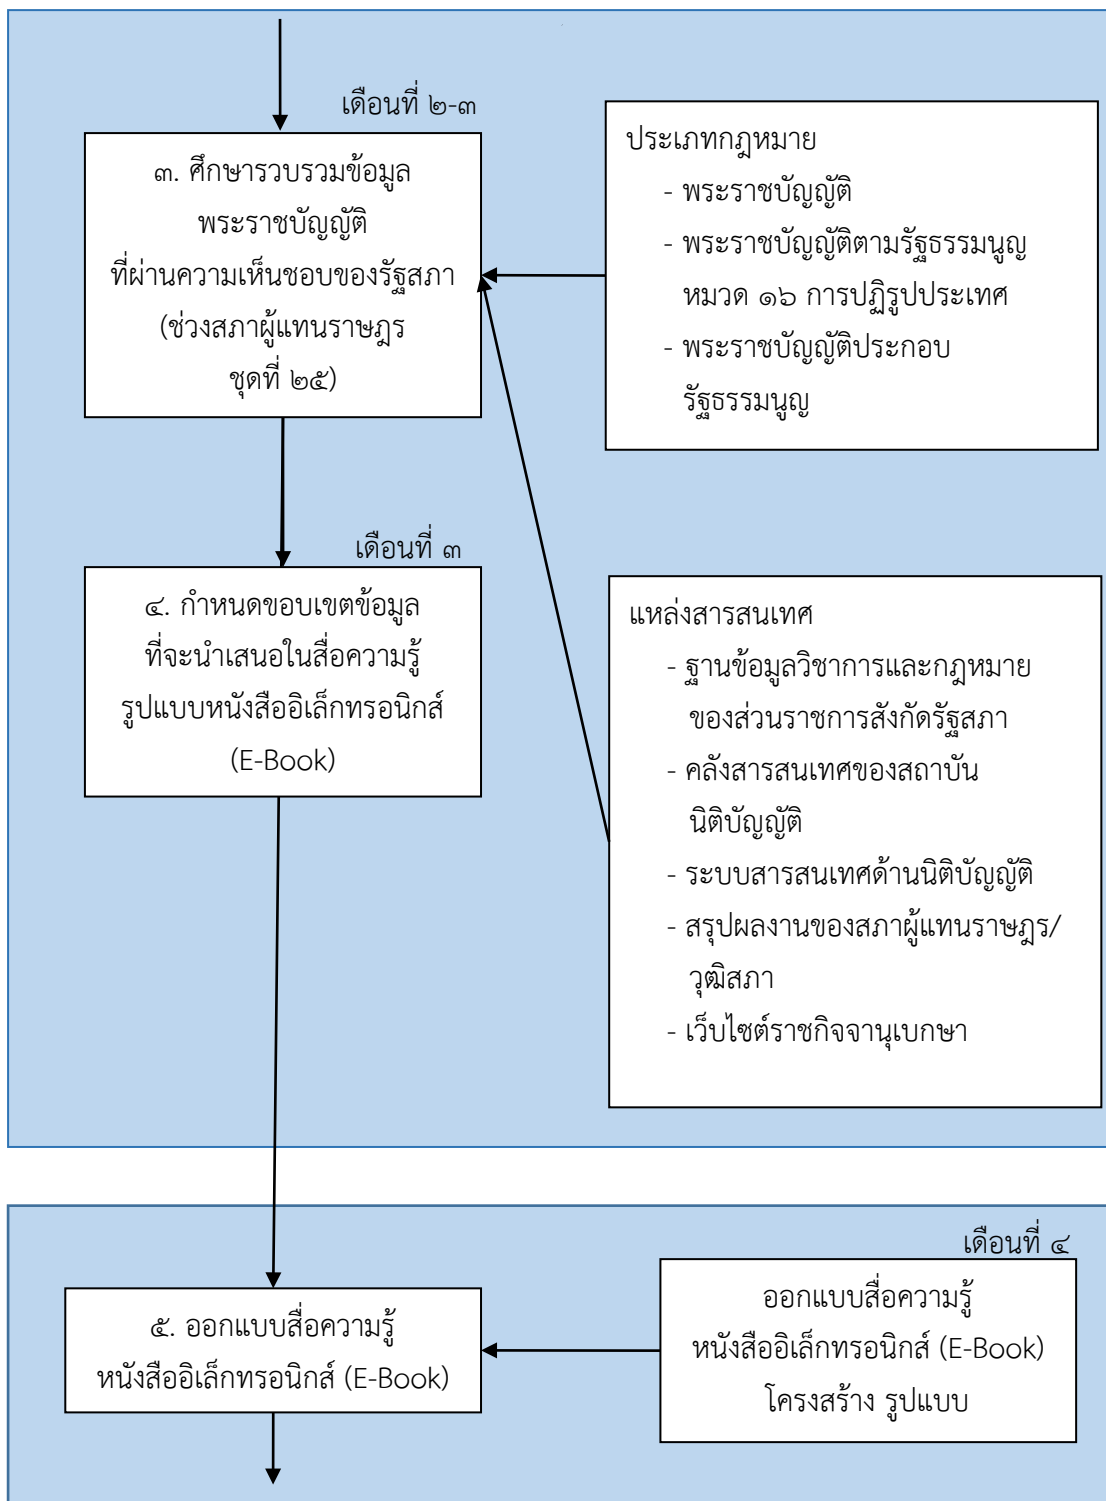 เดือนที่ ๒-๓
๓. ศึกษารวบรวมข้อมูล
พระราชบัญญัติ
ที่ผ่านความเห็นชอบของรัฐสภา
(ช่วงสภาผู้แทนราษฎร
ชุดที่ ๒๕)
ประเภทกฎหมาย
- พระราชบัญญัติ
- พระราชบัญญัติตามรัฐธรรมนูญ
หมวด ๑๖ การปฏิรูปประเทศ
- พระราชบัญญัติประกอบ
รัฐธรรมนูญ
เดือนที่ ๓
๔. กำหนดขอบเขตข้อมูล
ที่จะนำเสนอในสื่อความรู้
รูปแบบหนังสืออิเล็กทรอนิกส์
(E-Book)
แหล่งสารสนเทศ
- ฐานข้อมูลวิชาการและกฎหมาย
ของส่วนราชการสังกัดรัฐสภา
- คลังสารสนเทศของสถาบัน
นิติบัญญัติ
- ระบบสารสนเทศด้านนิติบัญญัติ
- สรุปผลงานของสภาผู้แทนราษฎร/
วุฒิสภา
- เว็บไซต์ราชกิจจานุเบกษา
เดือนที่ ๔
๕. ออกแบบสื่อความรู้
หนังสืออิเล็กทรอนิกส์ (E-Book)
ออกแบบสื่อความรู้
หนังสืออิเล็กทรอนิกส์ (E-Book)
โครงสร้าง รูปแบบ